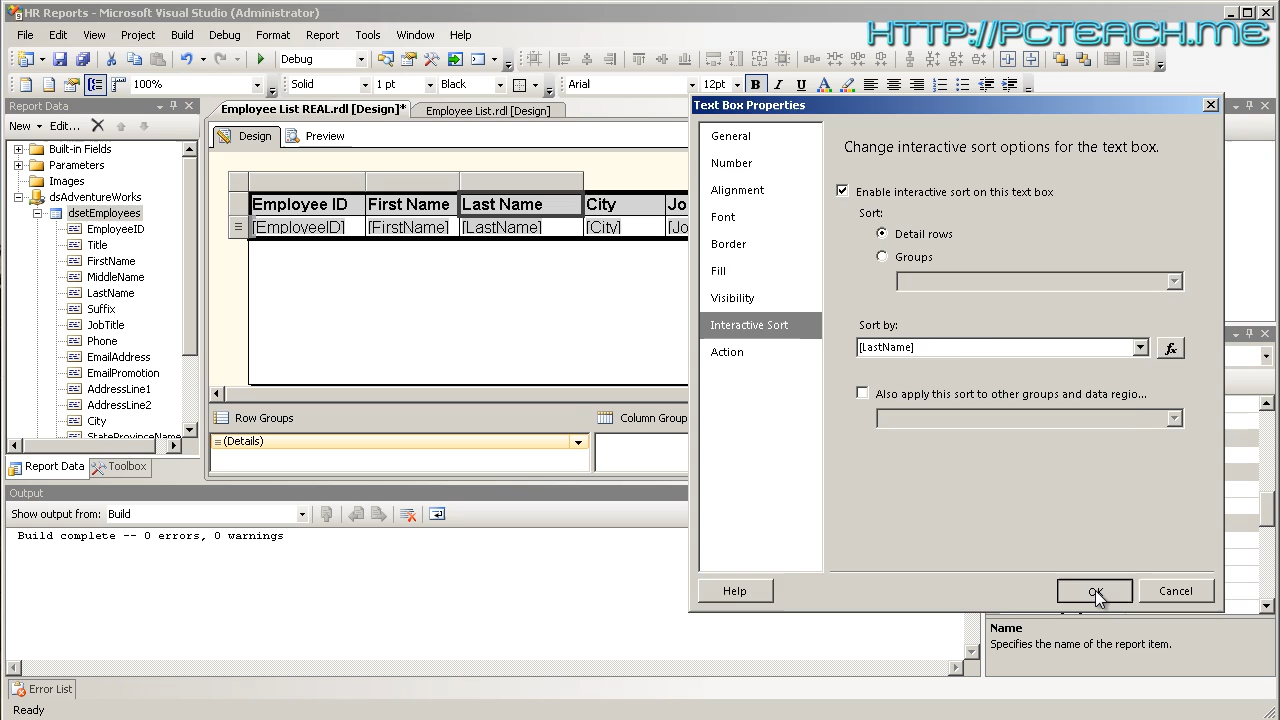 HR Reports - Microsoft Visual Studio (Administrator)
HTTP://PCTEACH.ME
File Edit View Project Build Debug Format Report Tools Window Help
Debug
100% Solid 1 pt Black Arial 12pt B I U A
Report Data
New Edit...
Built-in Fields
Parameters
Images
dsAdventureWorks
dsetEmployees
EmployeeID
Title
FirstName
MiddleName
LastName
Suffix
JobTitle
Phone
EmailAddress
EmailPromotion
AddressLine1
AddressLine2
City
StateProvinceName
Report Data Toolbox
Employee List REAL.rdl [Design]* Employee List.rdl [Design]
Design Preview
Employee ID First Name Last Name City Jo
[EmployeeID] [FirstName] [LastName] [City] [Jo
Row Groups Column Group
(Details)
Text Box Properties
General
Number
Alignment
Font
Border
Fill
Visibility
Interactive Sort
Action
Change interactive sort options for the text box.
Enable interactive sort on this text box
Sort:
Detail rows
Groups
Sort by:
[LastName] fx
Also apply this sort to other groups and data regio...
Help OK Cancel
Output
Show output from: Build
Build complete -- 0 errors, 0 warnings
Name
Specifies the name of the report item.
Error List
Ready